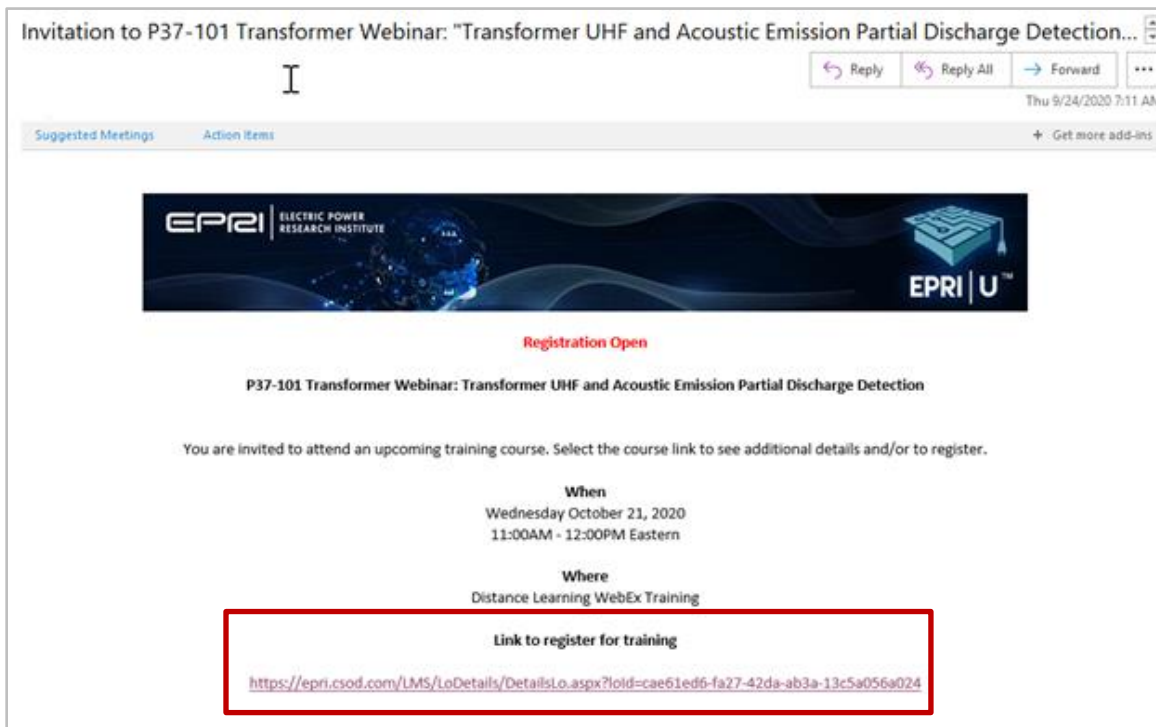 Invitation to P37-101 Transformer Webinar: "Transformer UHF and Acoustic Emission Partial Discharge Detection...
Reply
Reply All
Forward
...
Thu 9/24/2020 7:11 AM
Suggested Meetings
Action Items
+ Get more add-ins
EPRI
ELECTRIC POWER
RESEARCH INSTITUTE
EPRI|U™
Registration Open
P37-101 Transformer Webinar: Transformer UHF and Acoustic Emission Partial Discharge Detection
You are invited to attend an upcoming training course. Select the course link to see additional details and/or to register.
When
Wednesday October 21, 2020
11:00AM - 12:00PM Eastern
Where
Distance Learning WebEx Training
Link to register for training
https://epri.csod.com/LMS/LoDetails/DetailsLo.aspx?loId=cae61ed6-fa27-42da-ab3a-13c5a056a024